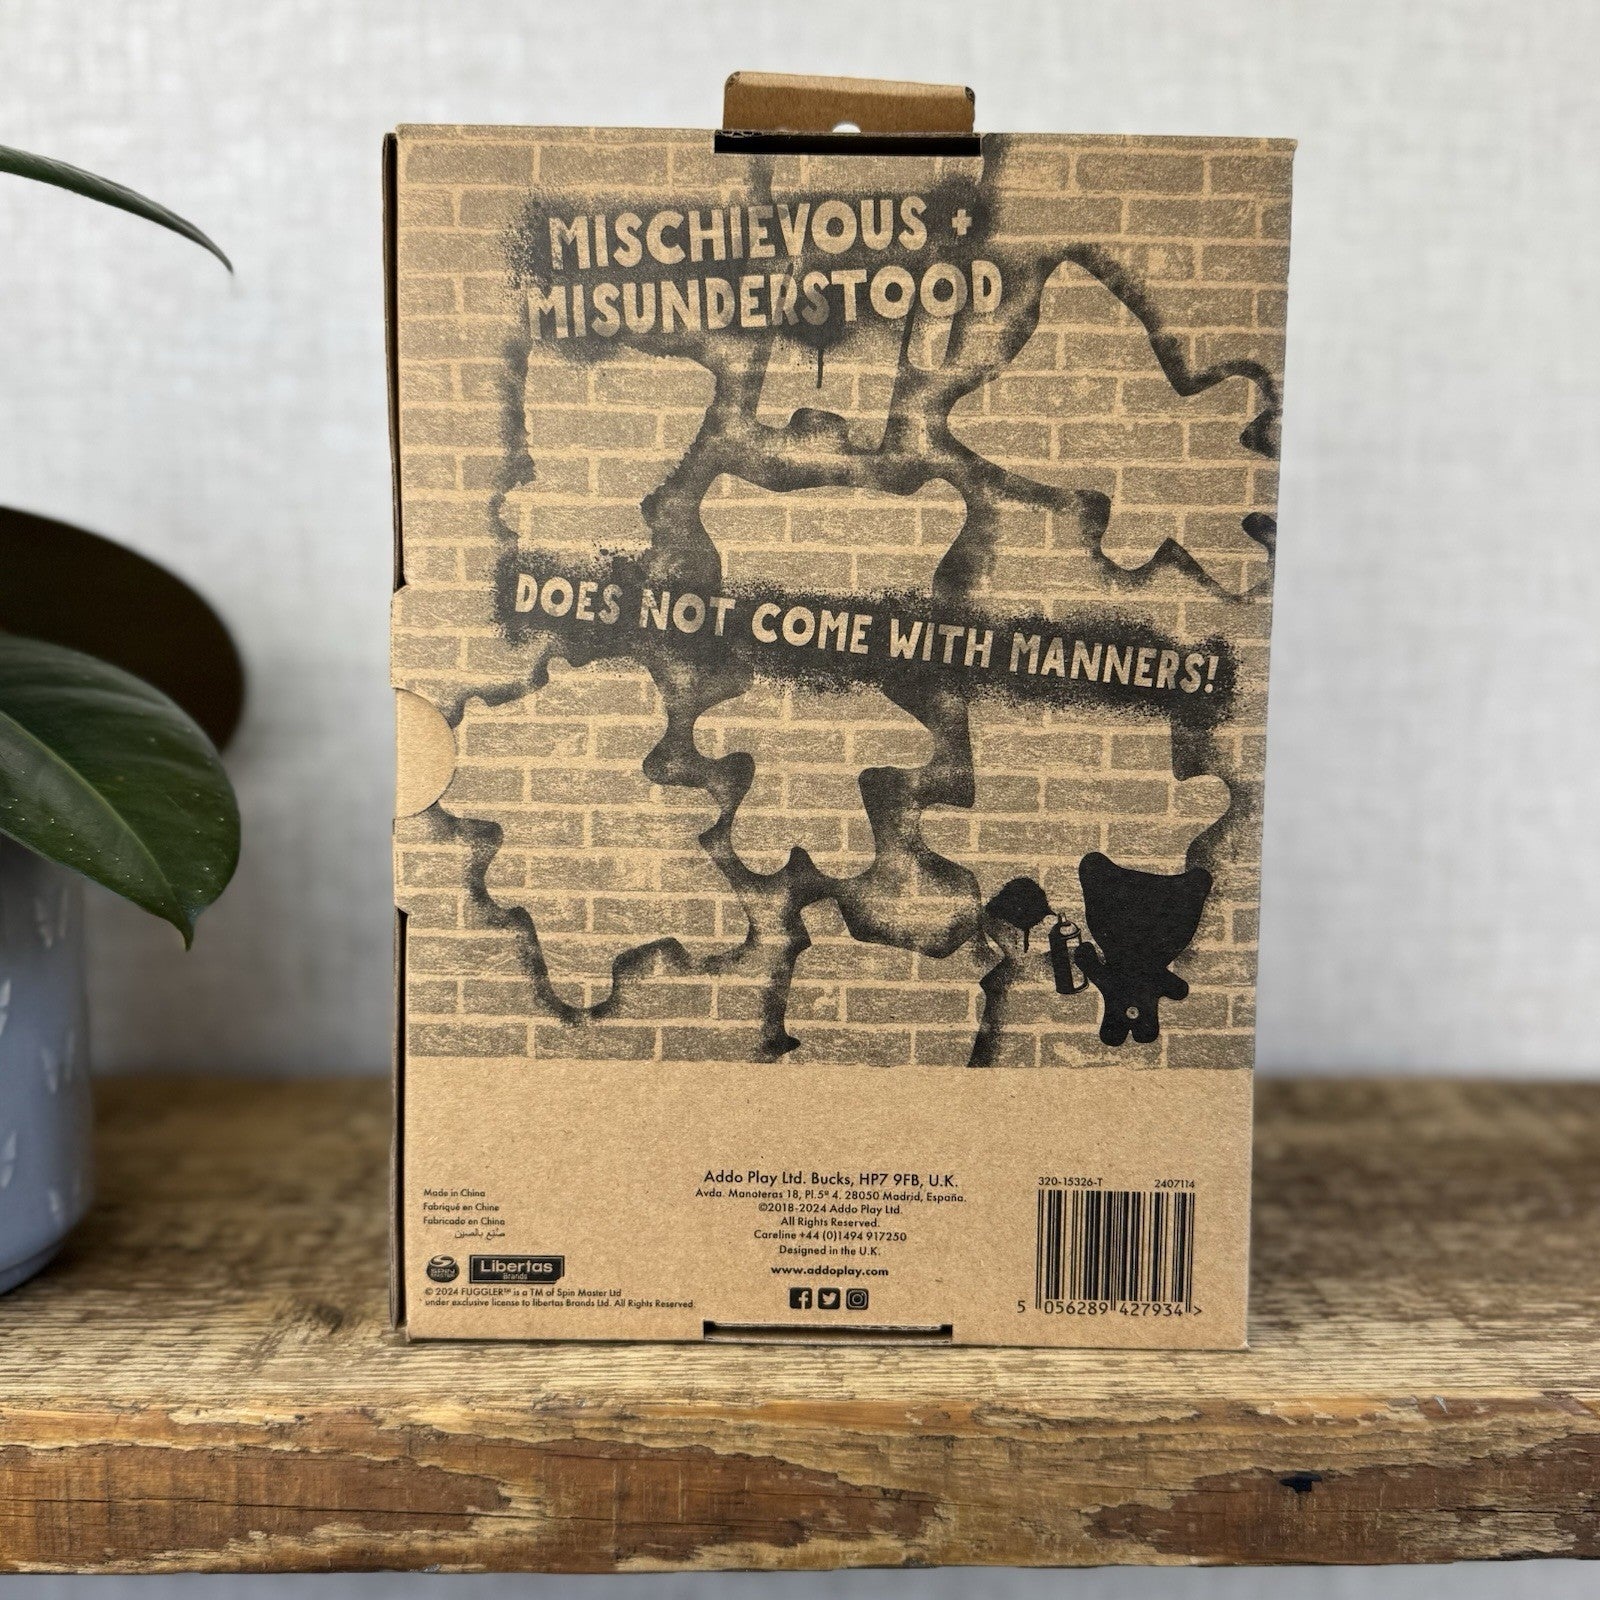 MISCHIEVOUS +
MISUNDERSTOOD
DOES NOT COME WITH MANNERS!
Made in China
Fabriqué en Chine
Fabricado en China
صُنِع بالصين
SPIN MASTER
Libertas
Brands
© 2024 FUGGLER™ is a TM of Spin Master Ltd
under exclusive license to libertas Brands Ltd. All Rights Reserved.
Addo Play Ltd. Bucks, HP7 9FB, U.K.
Avda. Manoteras 18, Pl.5ª 4. 28050 Madrid, España.
©2018-2024 Addo Play Ltd.
All Rights Reserved.
Careline +44 (0)1494 917250
Designed in the U.K.
www.addoplay.com
320-15326-T 2407114
5 056289 427934 >